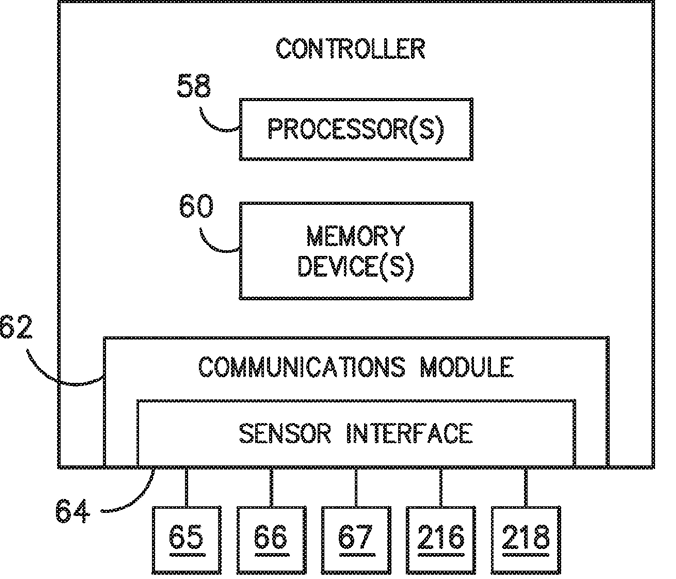 CONTROLLER
58
PROCESSOR(S)
60
MEMORY
DEVICE(S)
62
COMMUNICATIONS MODULE
SENSOR INTERFACE
64
65 66 67 216 218